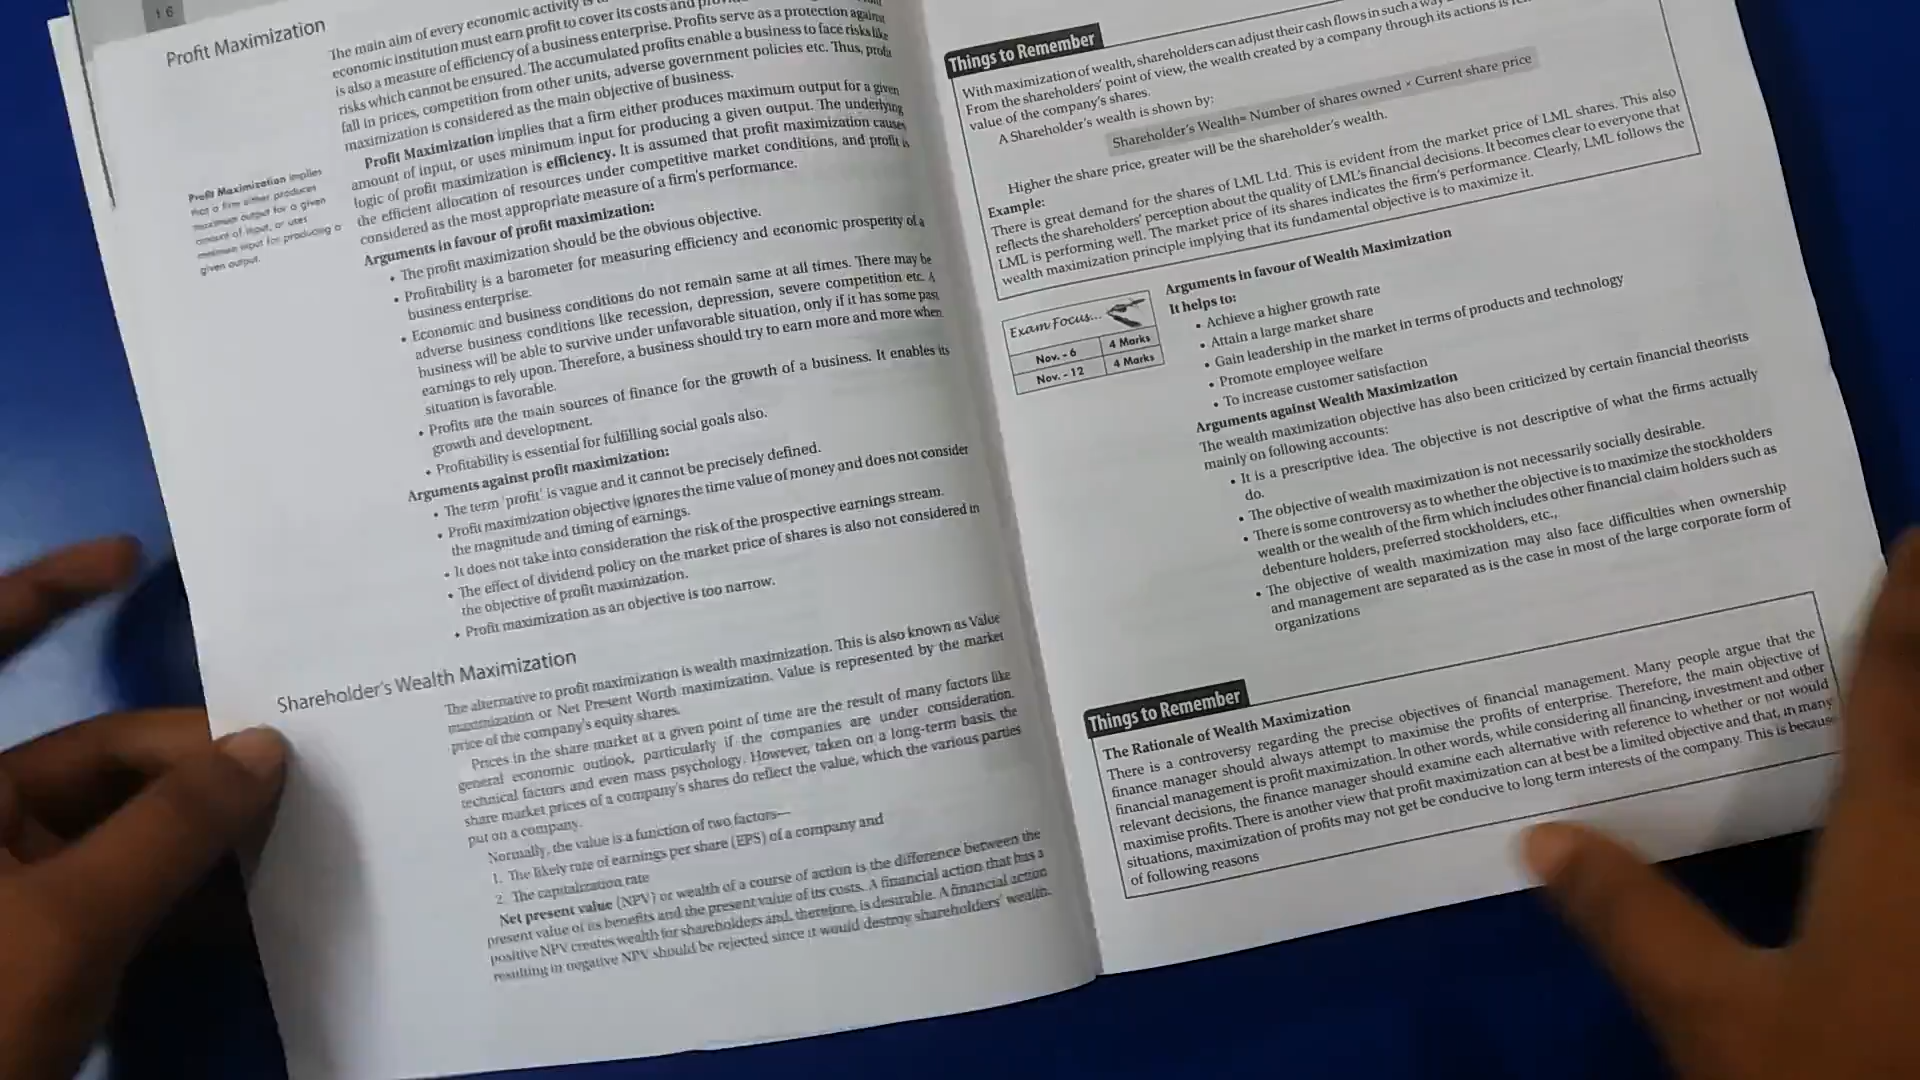 16
Profit Maximization
The main aim of every economic activity is
economic institution must earn profit to cover its costs and
is also a measure of efficiency of a business enterprise. Profits serve as a protection against
risks which cannot be ensured. The accumulated profits enable a business to face risks like
fall in prices, competition from other units, adverse government policies etc. Thus, profit
maximization is considered as the main objective of business.
Profit Maximization implies that a firm either produces maximum output for a given
amount of input, or uses minimum input for producing a given output. The underlying
logic of profit maximization is efficiency. It is assumed that profit maximization causes
the efficient allocation of resources under competitive market conditions, and profit is
considered as the most appropriate measure of a firm's performance.
Profit Maximization implies
that a firm either produces
maximum output for a given
amount of input, or uses
minimum input for producing a
given output.
Arguments in favour of profit maximization:
• The profit maximization should be the obvious objective.
• Profitability is a barometer for measuring efficiency and economic prosperity of a
business enterprise.
• Economic and business conditions do not remain same at all times. There may be
adverse business conditions like recession, depression, severe competition etc. A
business will be able to survive under unfavorable situation, only if it has some past
earnings to rely upon. Therefore, a business should try to earn more and more when
situation is favorable.
• Profits are the main sources of finance for the growth of a business. It enables its
growth and development.
• Profitability is essential for fulfilling social goals also.
Arguments against profit maximization:
• The term 'profit' is vague and it cannot be precisely defined.
• Profit maximization objective ignores the time value of money and does not consider
the magnitude and timing of earnings.
• It does not take into consideration the risk of the prospective earnings stream.
• The effect of dividend policy on the market price of shares is also not considered in
the objective of profit maximization.
• Profit maximization as an objective is too narrow.
Shareholder's Wealth Maximization
The alternative to profit maximization is wealth maximization. This is also known as Value
maximization or Net Present Worth maximization. Value is represented by the market
price of the company's equity shares.
Prices in the share market at a given point of time are the result of many factors like
general economic outlook, particularly if the companies are under consideration.
technical factors and even mass psychology. However, taken on a long-term basis, the
share market prices of a company's shares do reflect the value, which the various parties
put on a company.
Normally, the value is a function of two factors—
1. The likely rate of earnings per share (EPS) of a company and
2. The capitalization rate
Net present value (NPV) or wealth of a course of action is the difference between the
present value of its benefits and the present value of its costs. A financial action that has a
positive NPV creates wealth for shareholders and, therefore, is desirable. A financial action
resulting in negative NPV should be rejected since it would destroy shareholders' wealth.
Things to Remember
With maximization of wealth, shareholders can adjust their cash flows in such a way
From the shareholders' point of view, the wealth created by a company through its actions is
value of the company's shares.
A Shareholder's wealth is shown by:
Shareholder's Wealth= Number of shares owned × Current share price
Higher the share price, greater will be the shareholder's wealth.
Example:
There is great demand for the shares of LML Ltd. This is evident from the market price of LML shares. This also
reflects the shareholders' perception about the quality of LML's financial decisions. It becomes clear to everyone that
LML is performing well. The market price of its shares indicates the firm's performance. Clearly, LML follows the
wealth maximization principle implying that its fundamental objective is to maximize it.
Exam Focus...
Nov. - 6 4 Marks
Nov. - 12 4 Marks
Arguments in favour of Wealth Maximization
It helps to:
• Achieve a higher growth rate
• Attain a large market share
• Gain leadership in the market in terms of products and technology
• Promote employee welfare
• To increase customer satisfaction
Arguments against Wealth Maximization
The wealth maximization objective has also been criticized by certain financial theorists
mainly on following accounts:
• It is a prescriptive idea. The objective is not descriptive of what the firms actually
do.
• The objective of wealth maximization is not necessarily socially desirable.
• There is some controversy as to whether the objective is to maximize the stockholders
wealth or the wealth of the firm which includes other financial claim holders such as
debenture holders, preferred stockholders, etc.,
• The objective of wealth maximization may also face difficulties when ownership
and management are separated as is the case in most of the large corporate form of
organizations
Things to Remember
The Rationale of Wealth Maximization
There is a controversy regarding the precise objectives of financial management. Many people argue that the
finance manager should always attempt to maximise the profits of enterprise. Therefore, the main objective of
financial management is profit maximization. In other words, while considering all financing, investment and other
relevant decisions, the finance manager should examine each alternative with reference to whether or not would
maximise profits. There is another view that profit maximization can at best be a limited objective and that, in many
situations, maximization of profits may not get be conducive to long term interests of the company. This is because
of following reasons